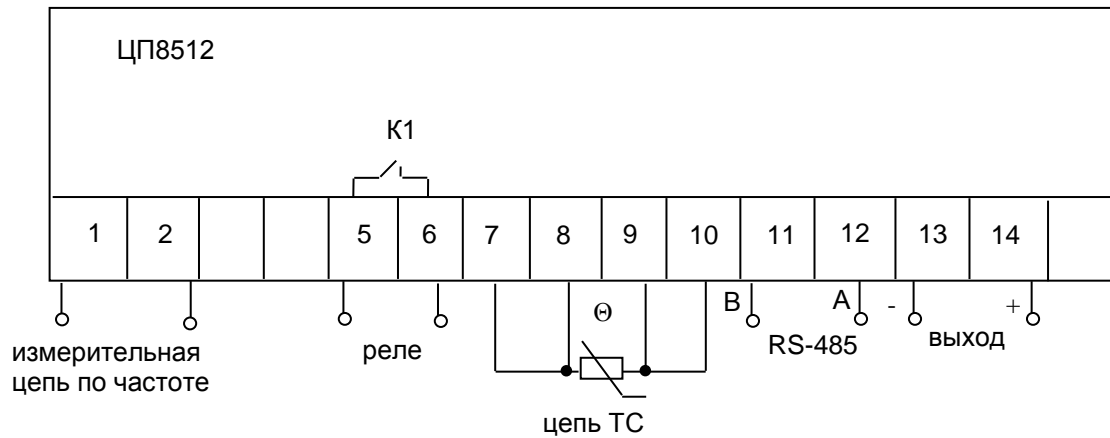 ЦП8512
К1
1 2 5 6 7 8 9 10 11 12 13 14
B A - +
Θ
измерительная
цепь по частоте
реле
RS-485
выход
цепь ТС